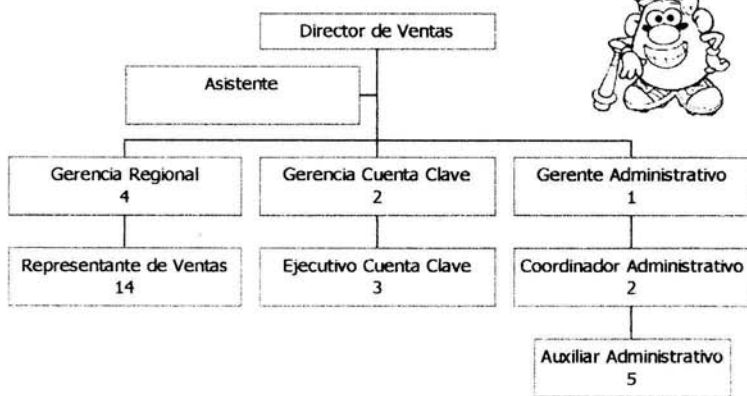 Director de Ventas
Asistente
Gerencia Regional
4
Gerencia Cuenta Clave
2
Gerente Administrativo
1
Representante de Ventas
14
Ejecutivo Cuenta Clave
3
Coordinador Administrativo
2
Auxiliar Administrativo
5